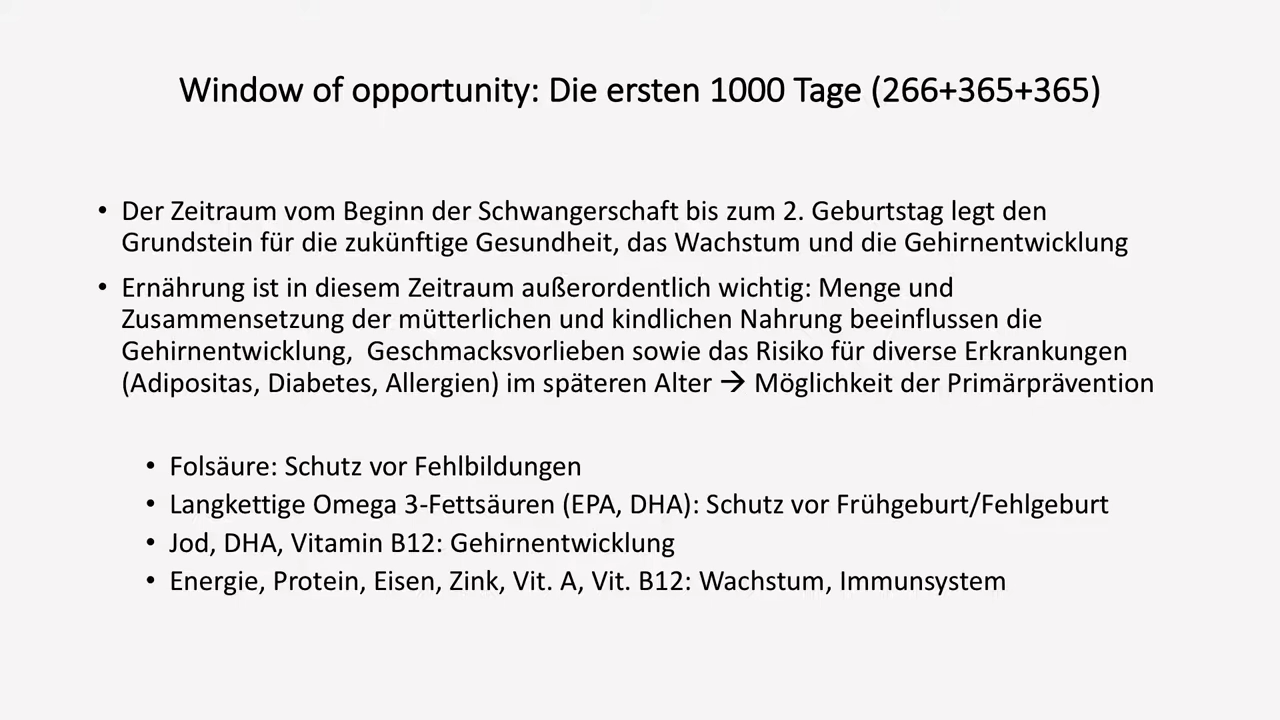 Window of opportunity: Die ersten 1000 Tage (266+365+365)
• Der Zeitraum vom Beginn der Schwangerschaft bis zum 2. Geburtstag legt den
Grundstein für die zukünftige Gesundheit, das Wachstum und die Gehirnentwicklung
• Ernährung ist in diesem Zeitraum außerordentlich wichtig: Menge und
Zusammensetzung der mütterlichen und kindlichen Nahrung beeinflussen die
Gehirnentwicklung,  Geschmacksvorlieben sowie das Risiko für diverse Erkrankungen
(Adipositas, Diabetes, Allergien) im späteren Alter → Möglichkeit der Primärprävention
• Folsäure: Schutz vor Fehlbildungen
• Langkettige Omega 3-Fettsäuren (EPA, DHA): Schutz vor Frühgeburt/Fehlgeburt
• Jod, DHA, Vitamin B12: Gehirnentwicklung
• Energie, Protein, Eisen, Zink, Vit. A, Vit. B12: Wachstum, Immunsystem